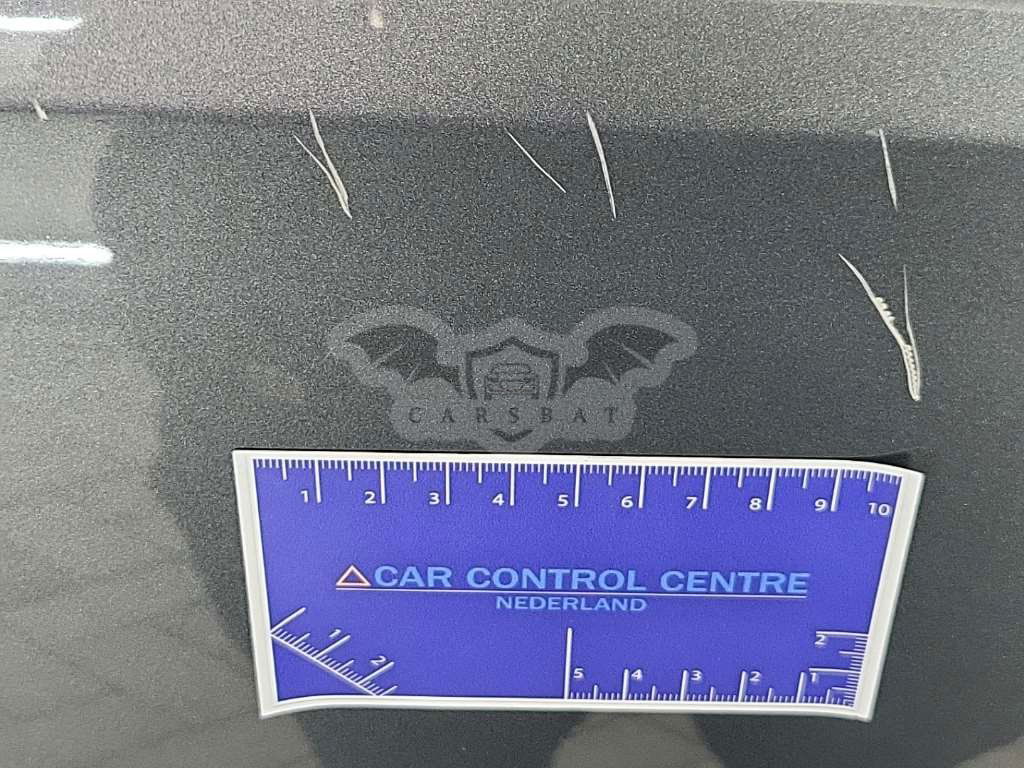 CARSBAT
1 2 3 4 5 6 7 8 9 10
CAR CONTROL CENTRE
NEDERLAND
1 2
5 4 3 2 1
2